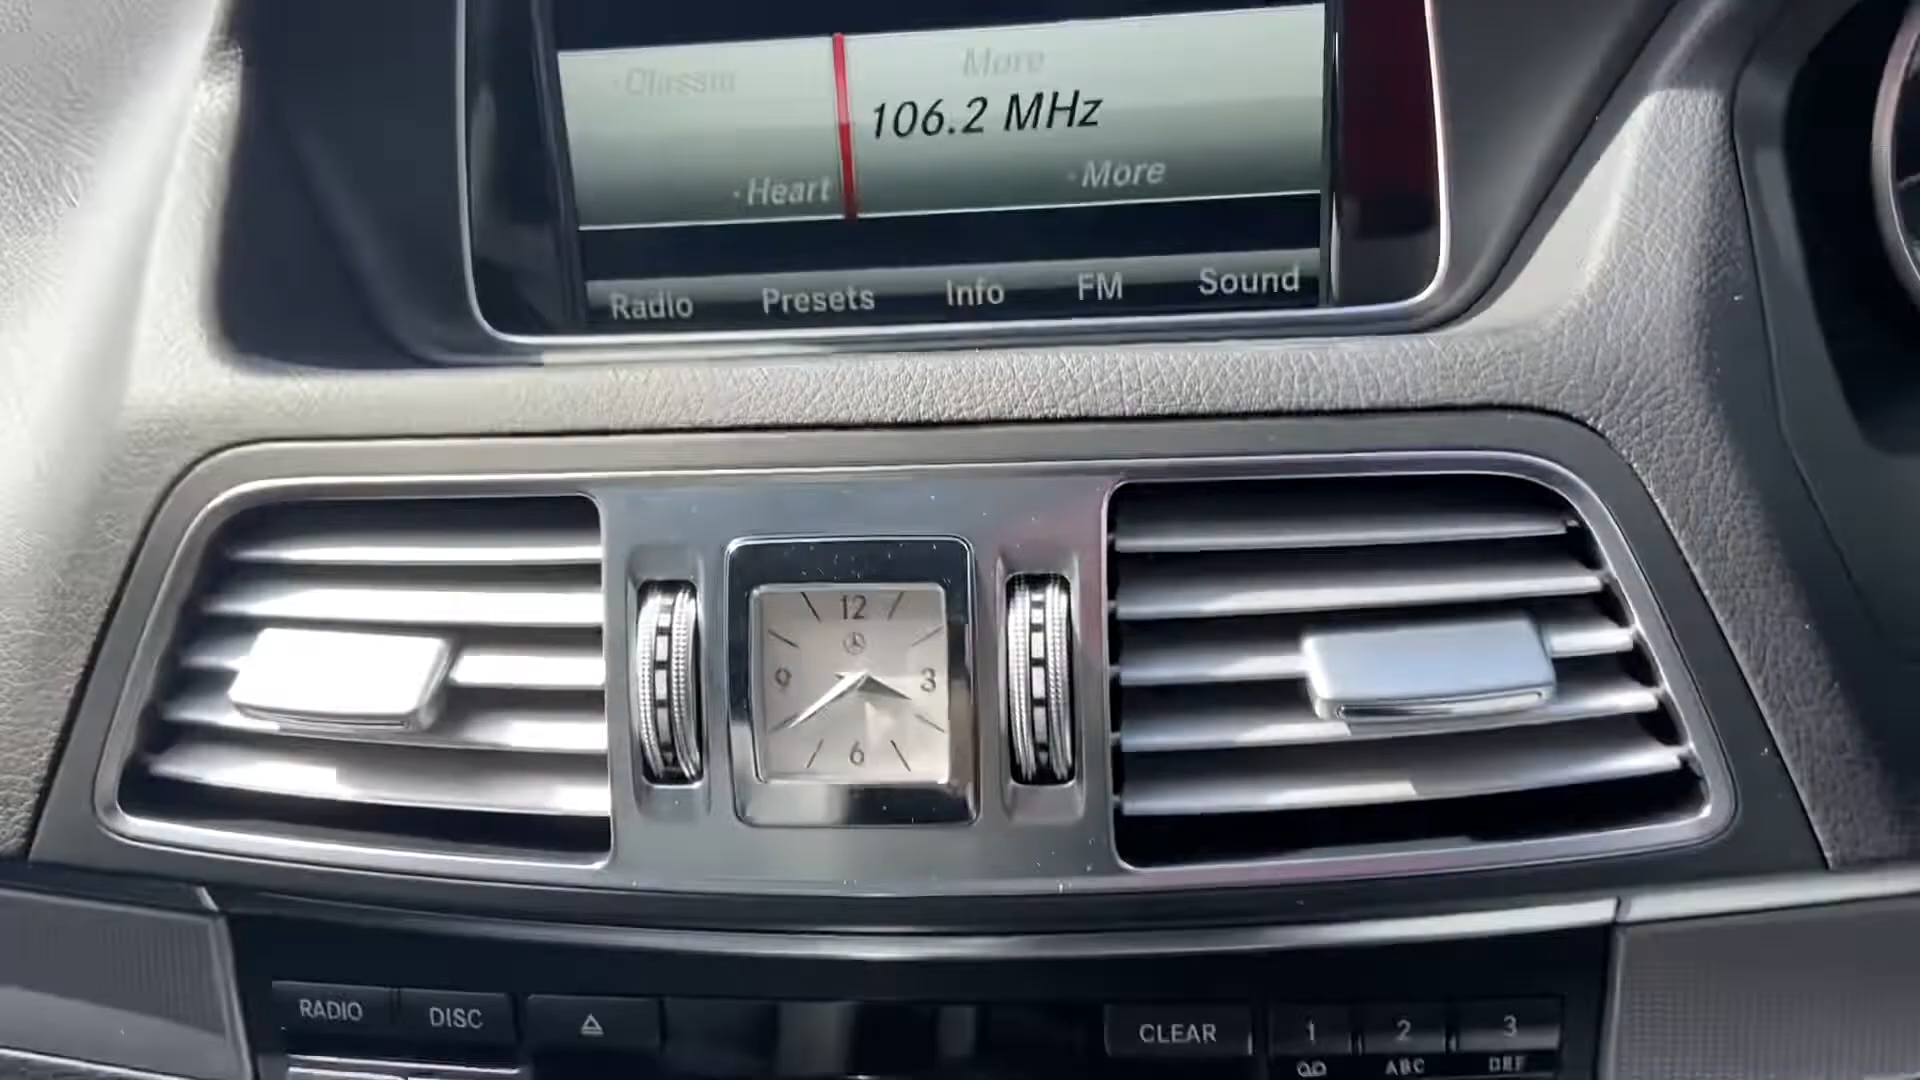 More
106.2 MHz
·Heart
·More
Radio Presets Info FM Sound
12
9 3
6
RADIO DISC CLEAR 1 2 3
ABC DEF